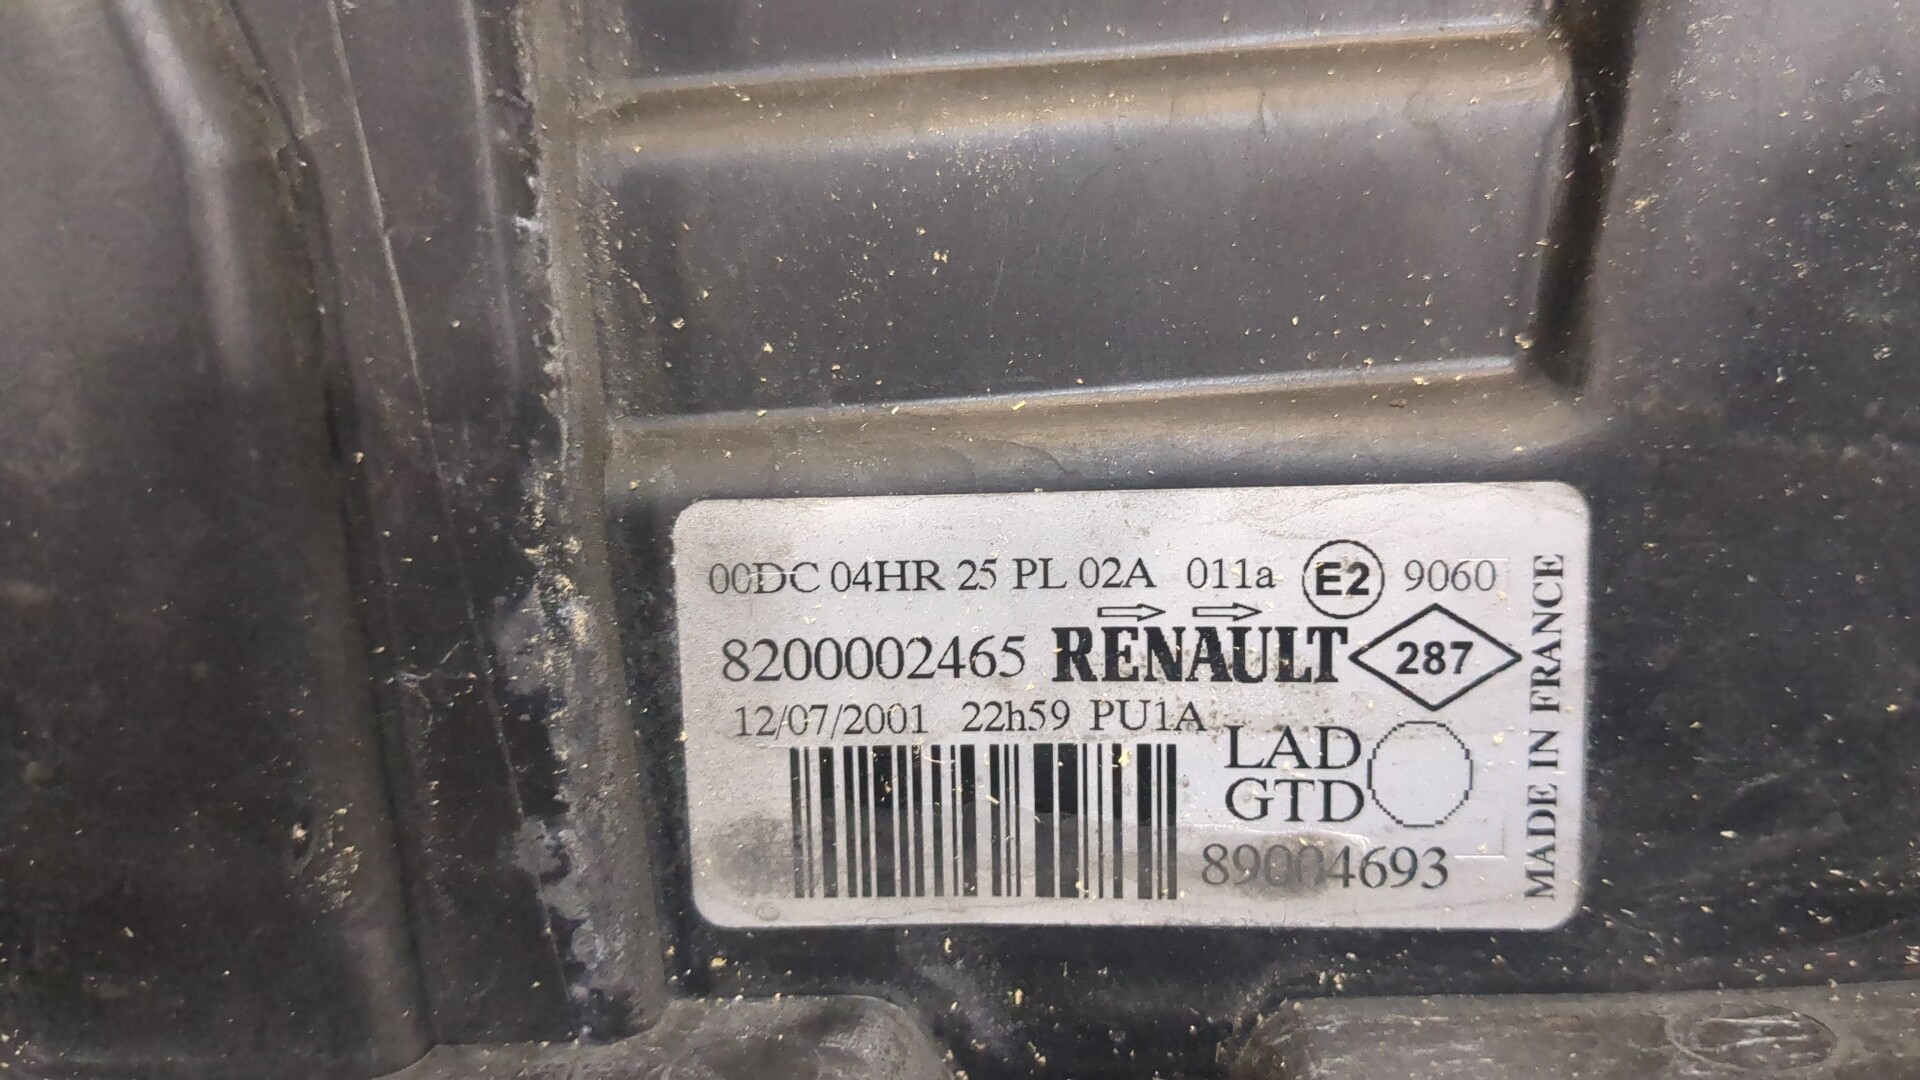 00DC 04HR 25 PL 02A 011a E2 9060
8200002465 RENAULT 287
12/07/2001 22h59 PU1A
LAD
GTD
89004693
MADE IN FRANCE